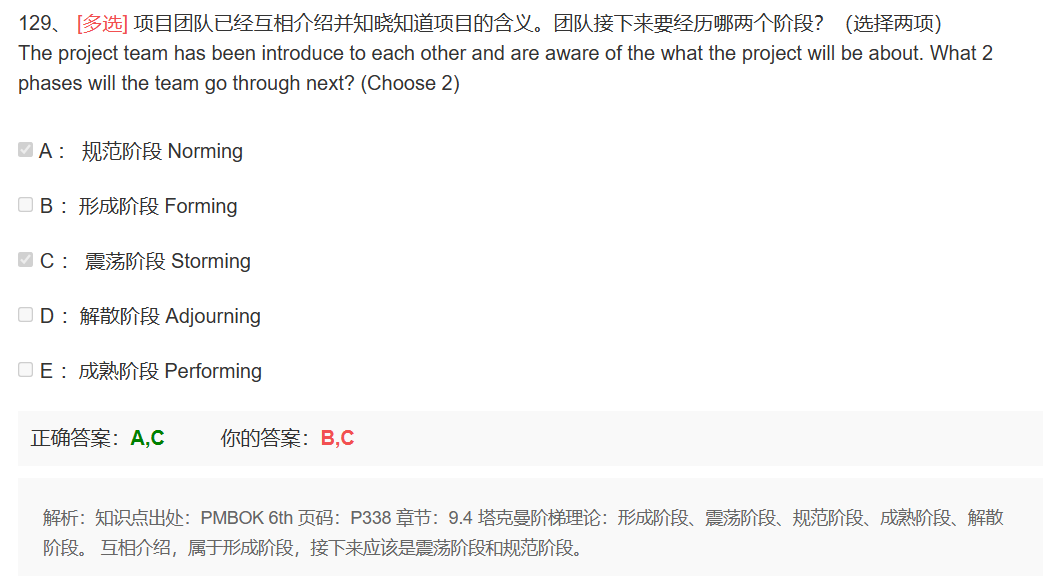 129、 [多选] 项目团队已经互相介绍并知晓知道项目的含义。团队接下来要经历哪两个阶段？（选择两项）
The project team has been introduce to each other and are aware of the what the project will be about. What 2
phases will the team go through next? (Choose 2)
A： 规范阶段 Norming
B： 形成阶段 Forming
C： 震荡阶段 Storming
D： 解散阶段 Adjourning
E： 成熟阶段 Performing
正确答案：A,C 你的答案：B,C
解析：知识点出处：PMBOK 6th 页码：P338 章节：9.4 塔克曼阶梯理论：形成阶段、震荡阶段、规范阶段、成熟阶段、解散
阶段。 互相介绍，属于形成阶段，接下来应该是震荡阶段和规范阶段。